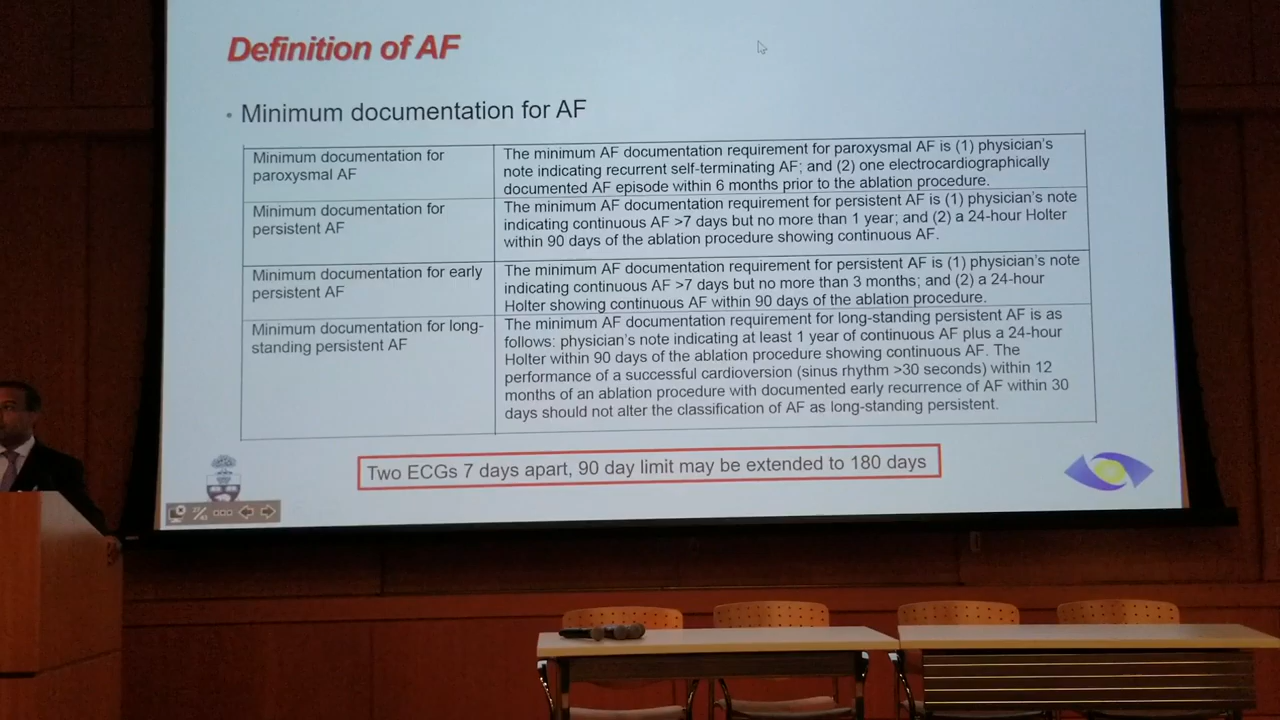 Definition of AF
• Minimum documentation for AF
Minimum documentation for
paroxysmal AF
The minimum AF documentation requirement for paroxysmal AF is (1) physician's
note indicating recurrent self-terminating AF; and (2) one electrocardiographically
documented AF episode within 6 months prior to the ablation procedure.
Minimum documentation for
persistent AF
The minimum AF documentation requirement for persistent AF is (1) physician's note
indicating continuous AF >7 days but no more than 1 year; and (2) a 24-hour Holter
within 90 days of the ablation procedure showing continuous AF.
Minimum documentation for early
persistent AF
The minimum AF documentation requirement for persistent AF is (1) physician's note
indicating continuous AF >7 days but no more than 3 months; and (2) a 24-hour
Holter showing continuous AF within 90 days of the ablation procedure.
Minimum documentation for long-
standing persistent AF
The minimum AF documentation requirement for long-standing persistent AF is as
follows: physician's note indicating at least 1 year of continuous AF plus a 24-hour
Holter within 90 days of the ablation procedure showing continuous AF. The
performance of a successful cardioversion (sinus rhythm >30 seconds) within 12
months of an ablation procedure with documented early recurrence of AF within 30
days should not alter the classification of AF as long-standing persistent.
Two ECGs 7 days apart, 90 day limit may be extended to 180 days